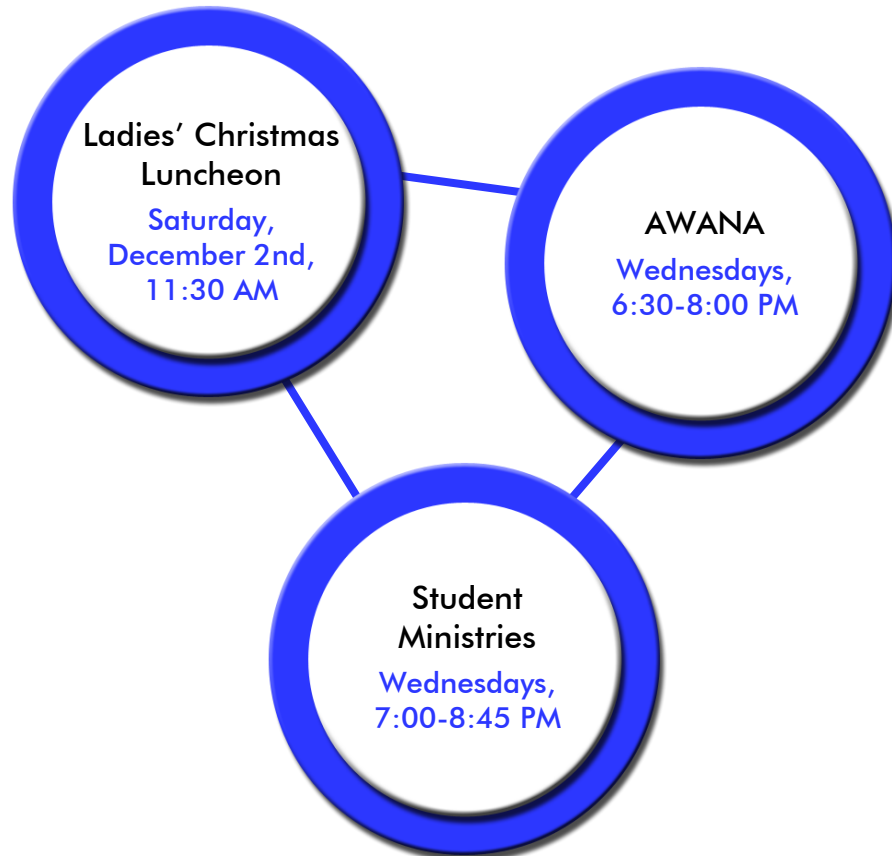 Ladies’ Christmas
Luncheon
Saturday,
December 2nd,
11:30 AM
AWANA
Wednesdays,
6:30-8:00 PM
Student
Ministries
Wednesdays,
7:00-8:45 PM